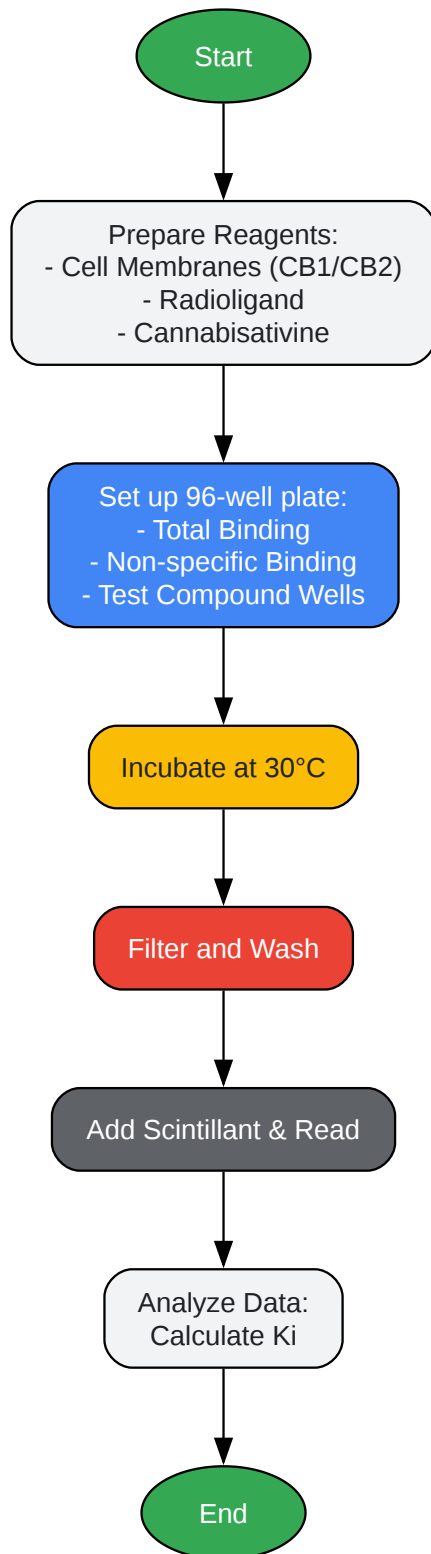 Start
Prepare Reagents:
- Cell Membranes (CB1/CB2)
- Radioligand
- Cannabisativine
Set up 96-well plate:
- Total Binding
- Non-specific Binding
- Test Compound Wells
Incubate at 30°C
Filter and Wash
Add Scintillant & Read
Analyze Data:
Calculate Ki
End